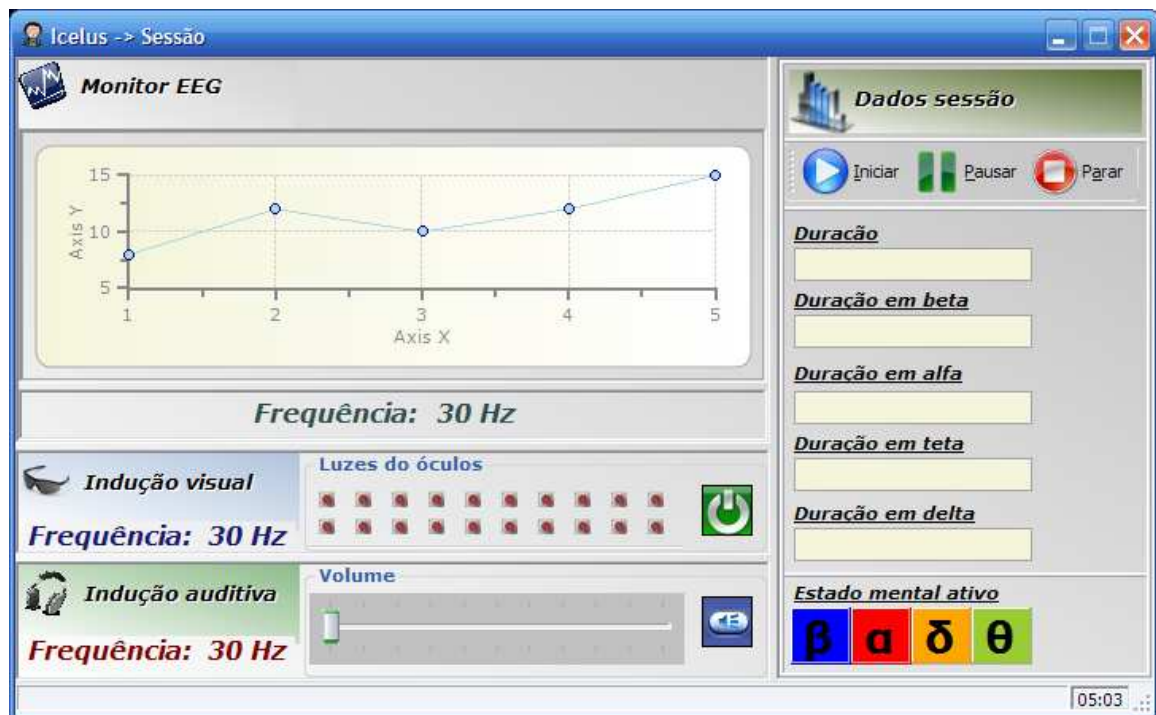 Icelus -> Sessão
Monitor EEG
15
10
5
Axis Y
1 2 3 4 5
Axis X
Frequência: 30 Hz
Indução visual
Frequência: 30 Hz
Luzes do óculos
Indução auditiva
Frequência: 30 Hz
Volume
Dados sessão
Iniciar Pausar Parar
Duracão
Duração em beta
Duração em alfa
Duração em teta
Duração em delta
Estado mental ativo
β α δ θ
05:03